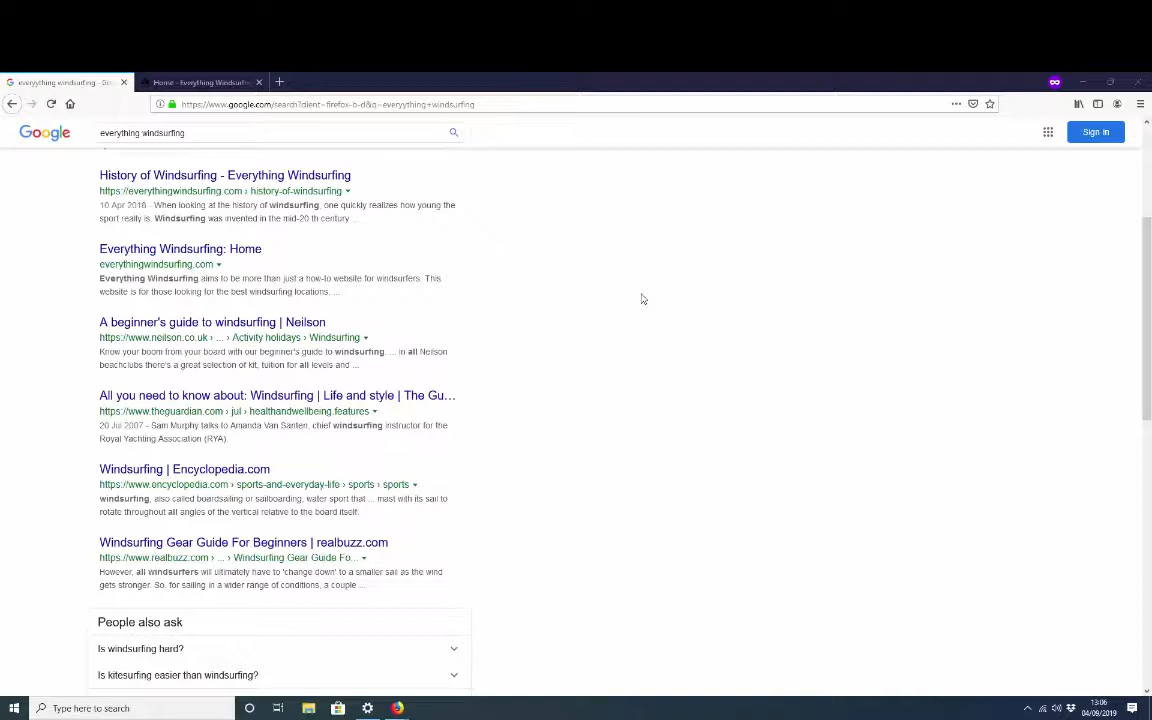 everyything windsurfing - Go
Home - Everything Windsurfin
https://www.google.com/search?client=firefox-b-d&q=everyything+windsurfing
Google
everything windsurfing
Sign in
History of Windsurfing - Everything Windsurfing
https://everythingwindsurfing.com › history-of-windsurfing
10 Apr 2018 - When looking at the history of windsurfing, one quickly realizes how young the
sport really is. Windsurfing was invented in the mid-20 th century ...
Everything Windsurfing: Home
everythingwindsurfing.com
Everything Windsurfing aims to be more than just a how-to website for windsurfers. This
website is for those looking for the best windsurfing locations, ...
A beginner's guide to windsurfing | Neilson
https://www.neilson.co.uk › ... › Activity holidays › Windsurfing
Know your boom from your board with our beginner's guide to windsurfing. ... In all Neilson
beachclubs there's a great selection of kit, tuition for all levels and ...
All you need to know about: Windsurfing | Life and style | The Gu...
https://www.theguardian.com › jul › healthandwellbeing.features
20 Jul 2007 - Sam Murphy talks to Amanda Van Santen, chief windsurfing instructor for the
Royal Yachting Association (RYA).
Windsurfing | Encyclopedia.com
https://www.encyclopedia.com › sports-and-everyday-life › sports › sports
windsurfing, also called boardsailing or sailboarding, water sport that ... mast with its sail to
rotate throughout all angles of the vertical relative to the board itself.
Windsurfing Gear Guide For Beginners | realbuzz.com
https://www.realbuzz.com › ... › Windsurfing Gear Guide Fo...
However, all windsurfers will ultimately have to 'change down' to a smaller sail as the wind
gets stronger. So, for sailing in a wider range of conditions, a couple ...
People also ask
Is windsurfing hard?
Is kitesurfing easier than windsurfing?
Type here to search
13:06
04/09/2019